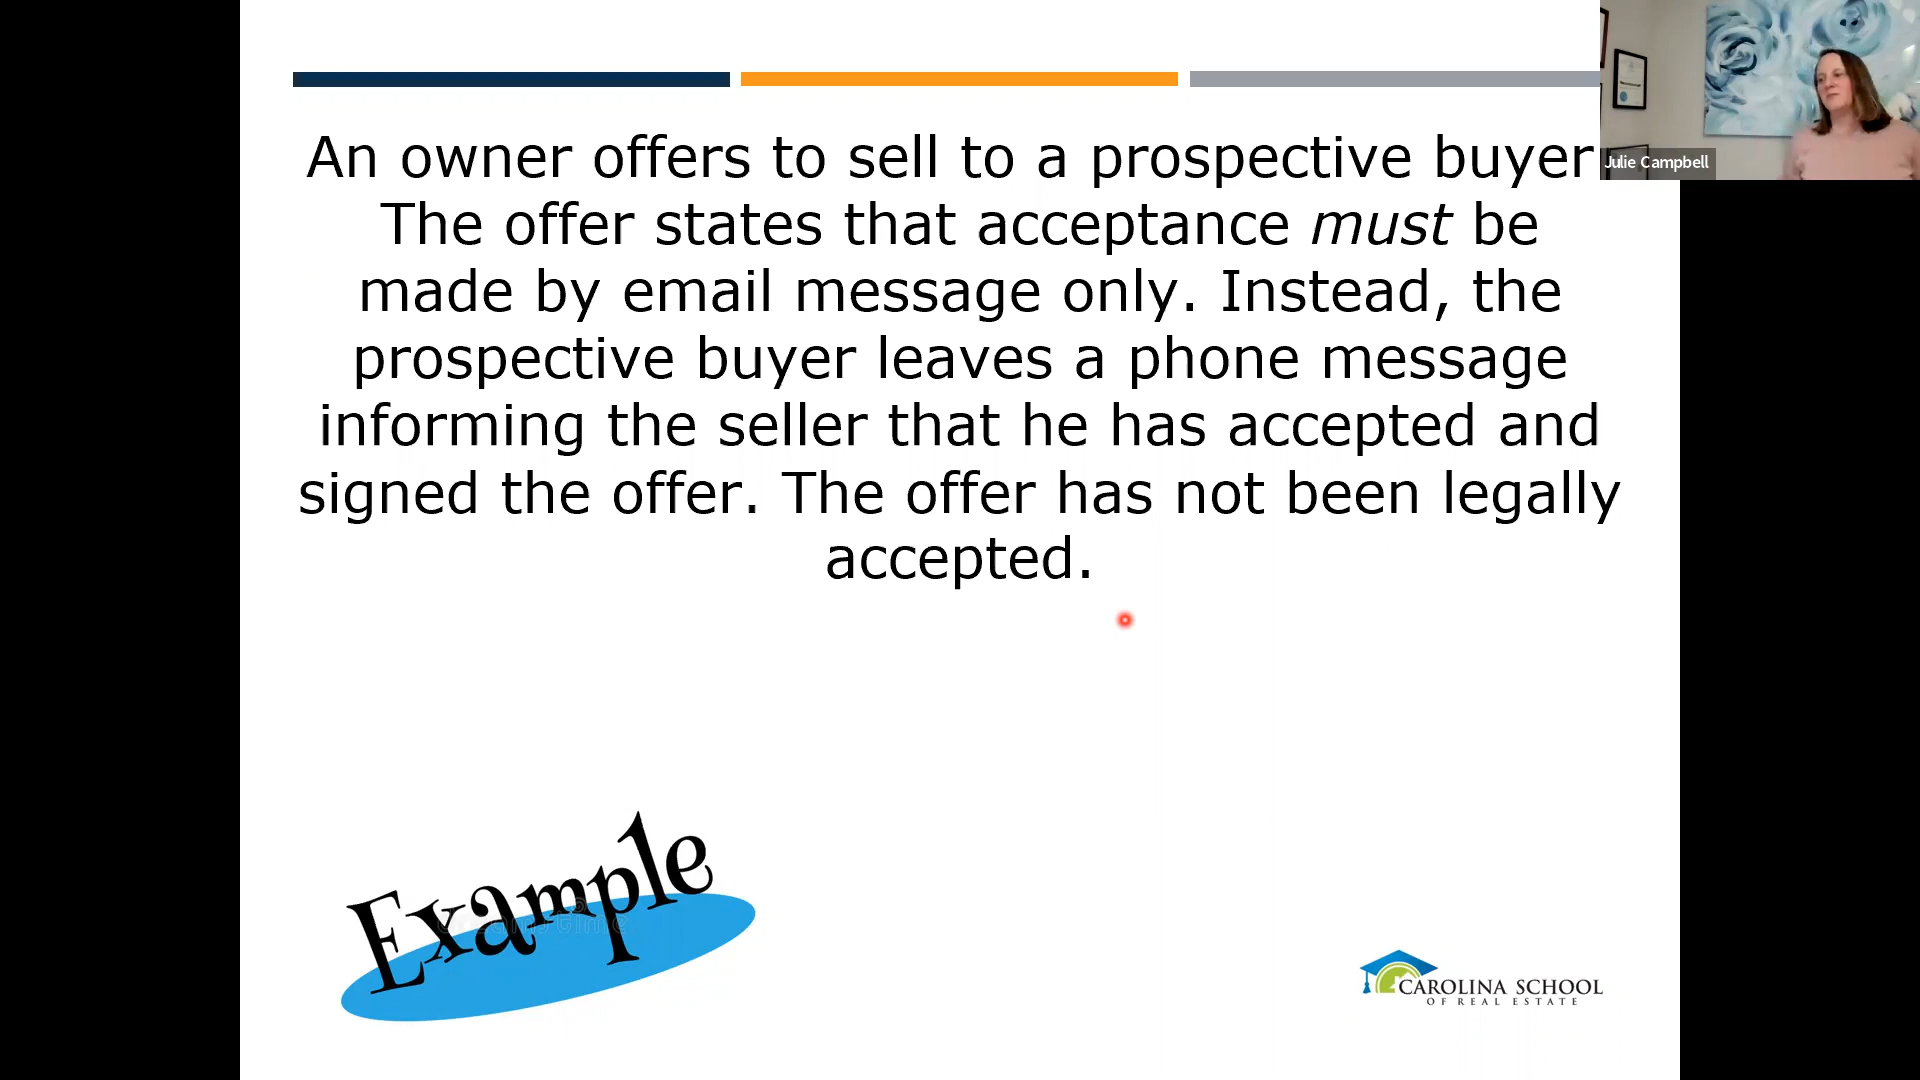 An owner offers to sell to a prospective buyer
The offer states that acceptance must be
made by email message only. Instead, the
prospective buyer leaves a phone message
informing the seller that he has accepted and
signed the offer. The offer has not been legally
accepted.
Julie Campbell
Example
CAROLINA SCHOOL
OF REAL ESTATE